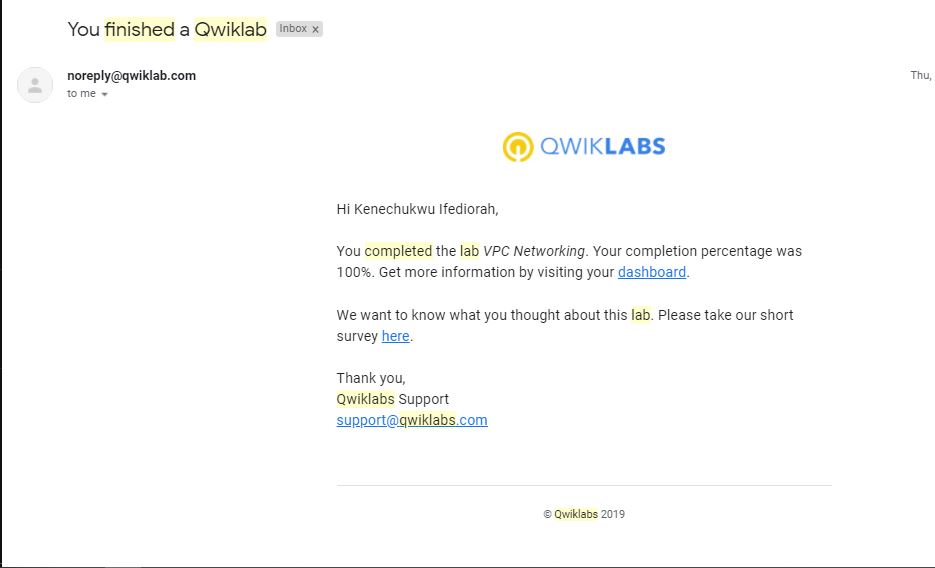 You finished a Qwiklab Inbox x
noreply@qwiklab.com Thu,
to me
QWIKLABS
Hi Kenechukwu Ifediorah,
You completed the lab VPC Networking. Your completion percentage was
100%. Get more information by visiting your dashboard.
We want to know what you thought about this lab. Please take our short
survey here.
Thank you,
Qwiklabs Support
support@qwiklabs.com
© Qwiklabs 2019